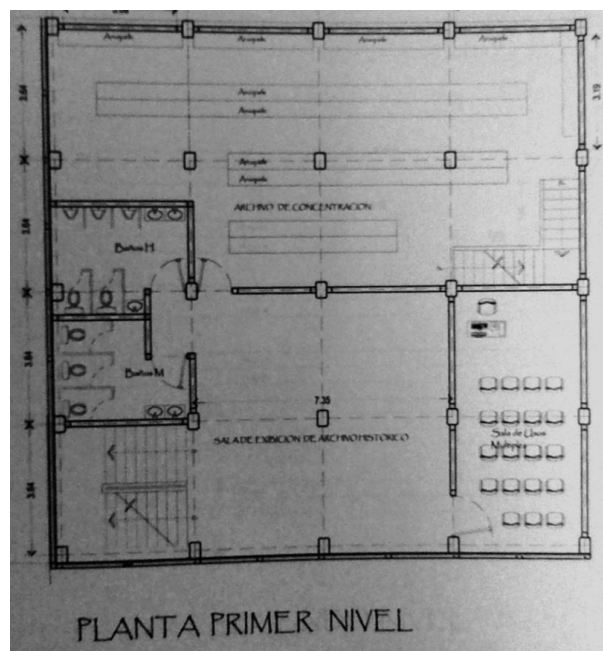 Anaquele
Anaquele
Anaquele
Anaquele
3.64
3.19
Anaquele
Anaquele
Anaquele
Anaquele
ARCHIVO DE CONCENTRACION
3.64
Baños H
3.64
Baños M
7.35
SALA DE EXIBICION DE ARCHIVO HISTORICO
Sala de Usos
Multiples
3.64
PLANTA PRIMER NIVEL